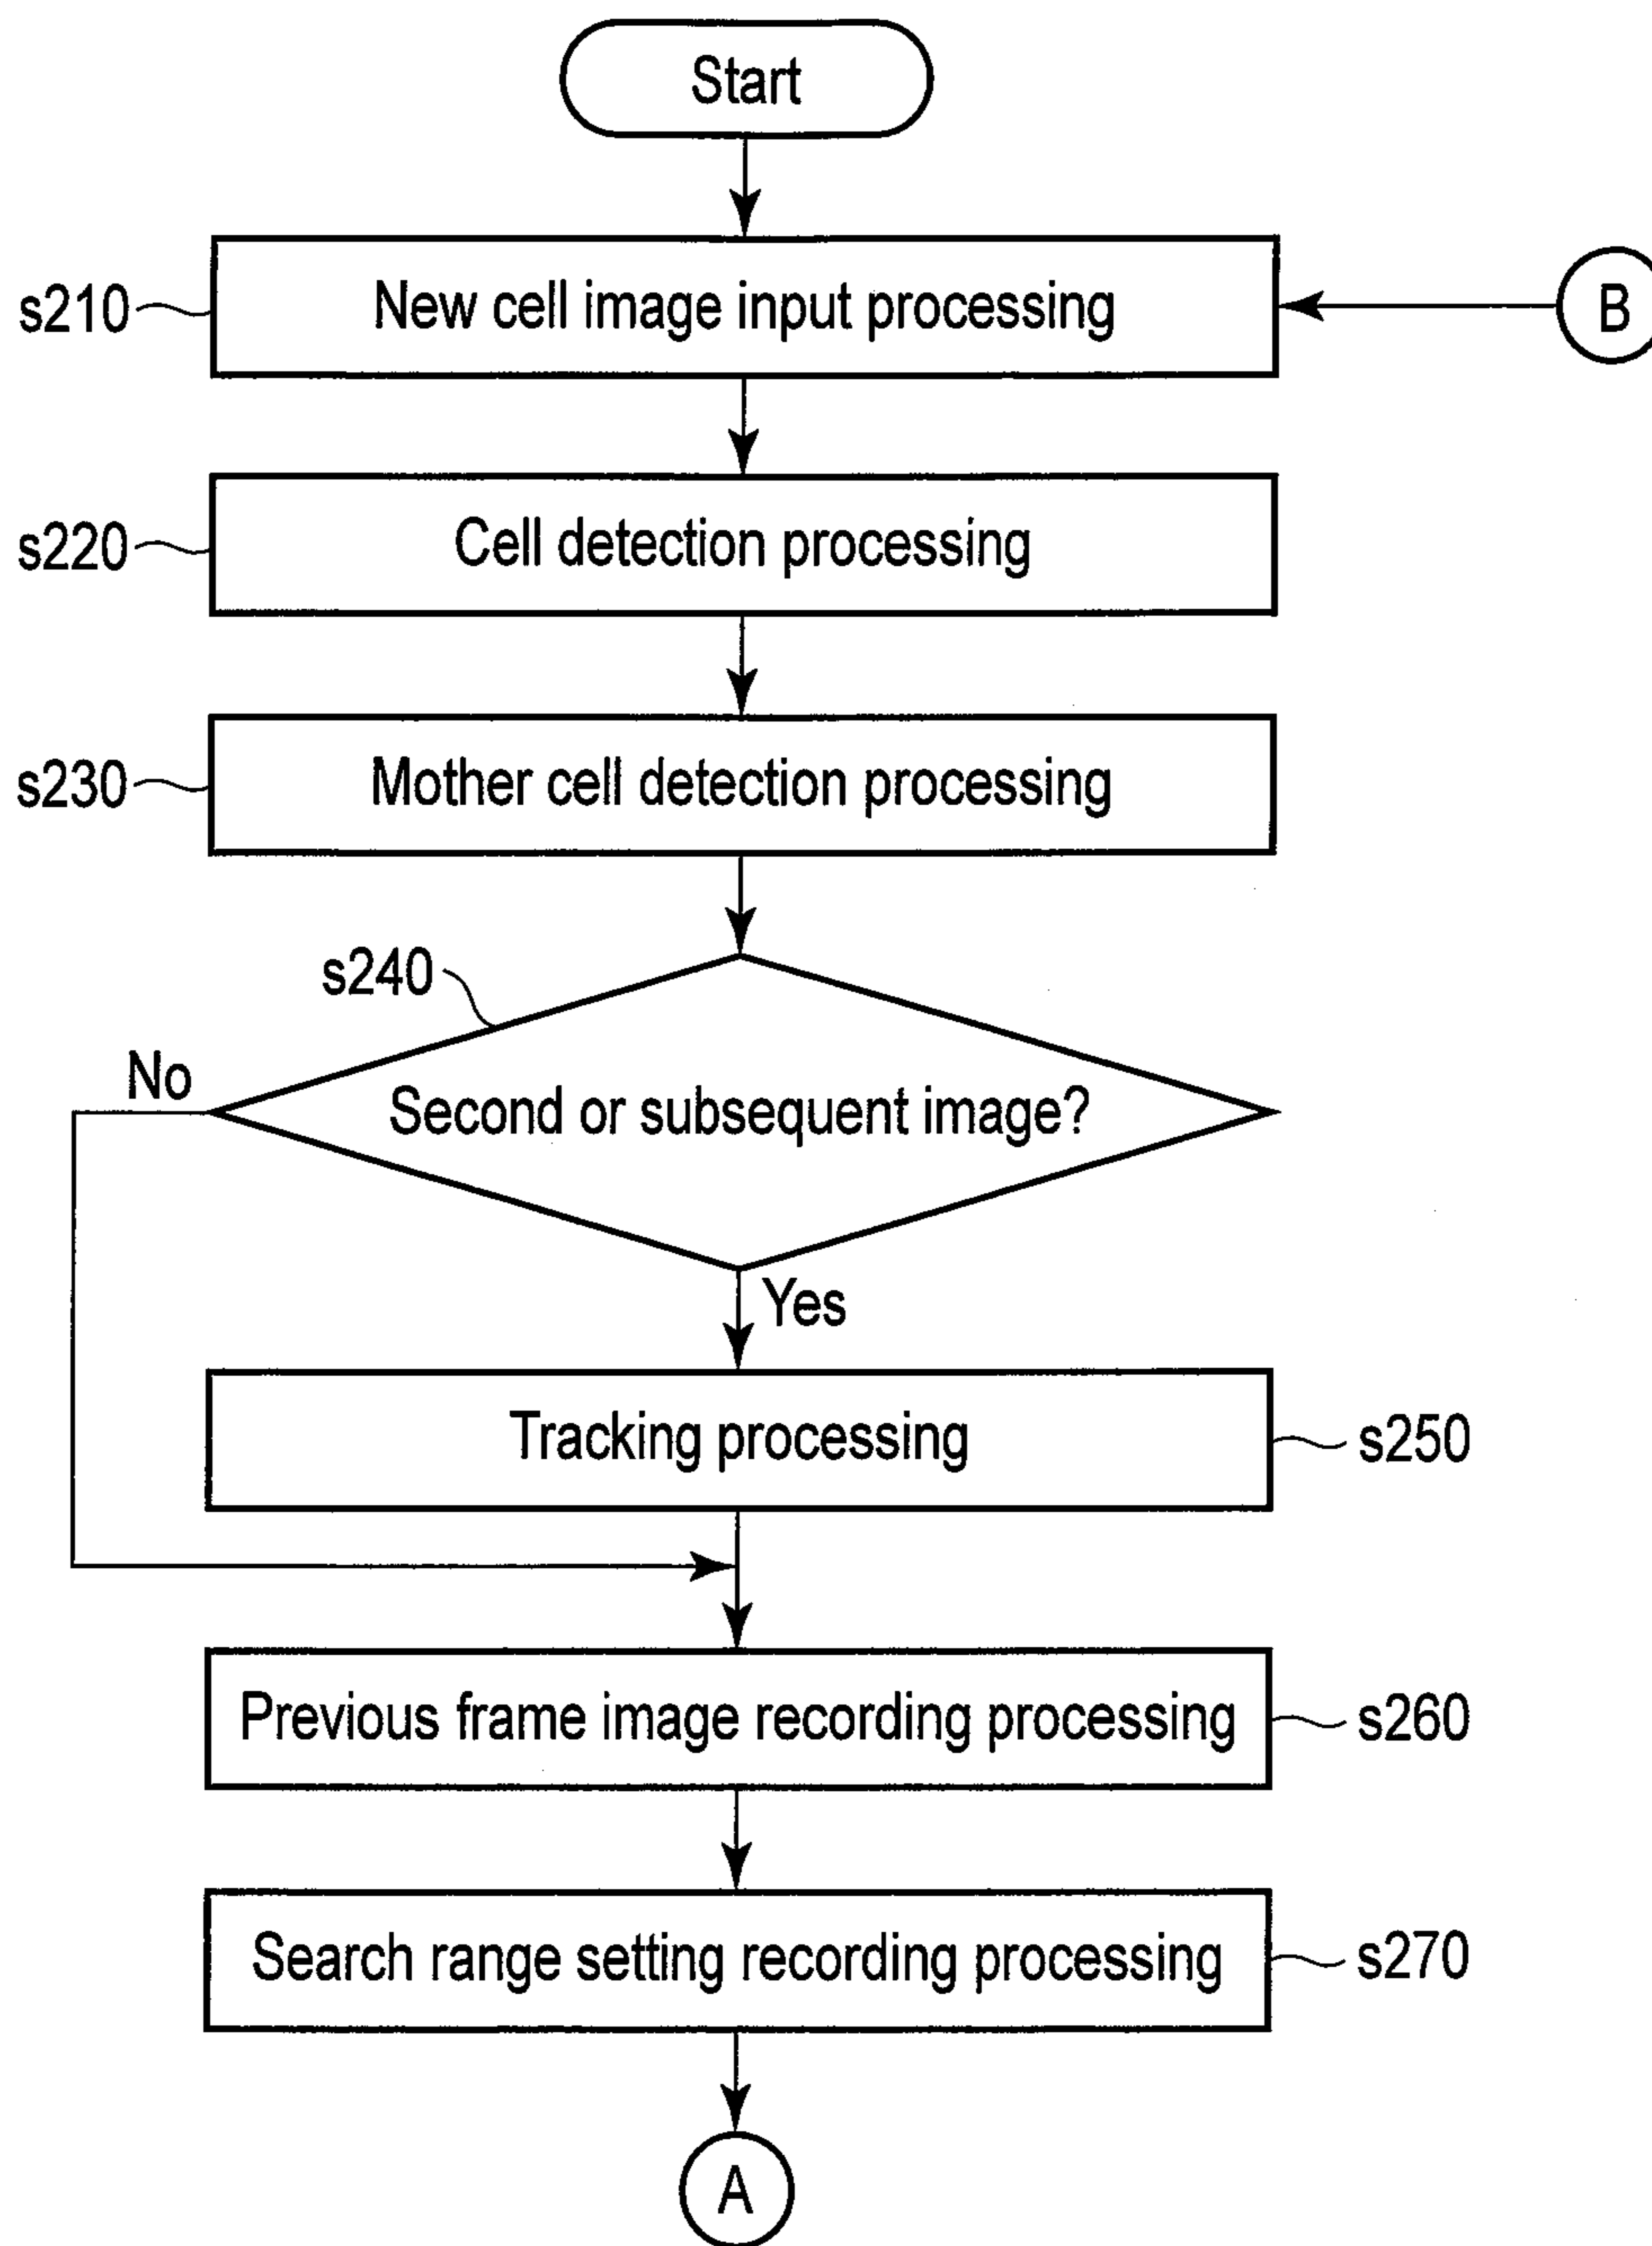 Start
s210
New cell image input processing
B
s220
Cell detection processing
s230
Mother cell detection processing
s240
No
Second or subsequent image?
Yes
Tracking processing
s250
Previous frame image recording processing
s260
Search range setting recording processing
s270
A